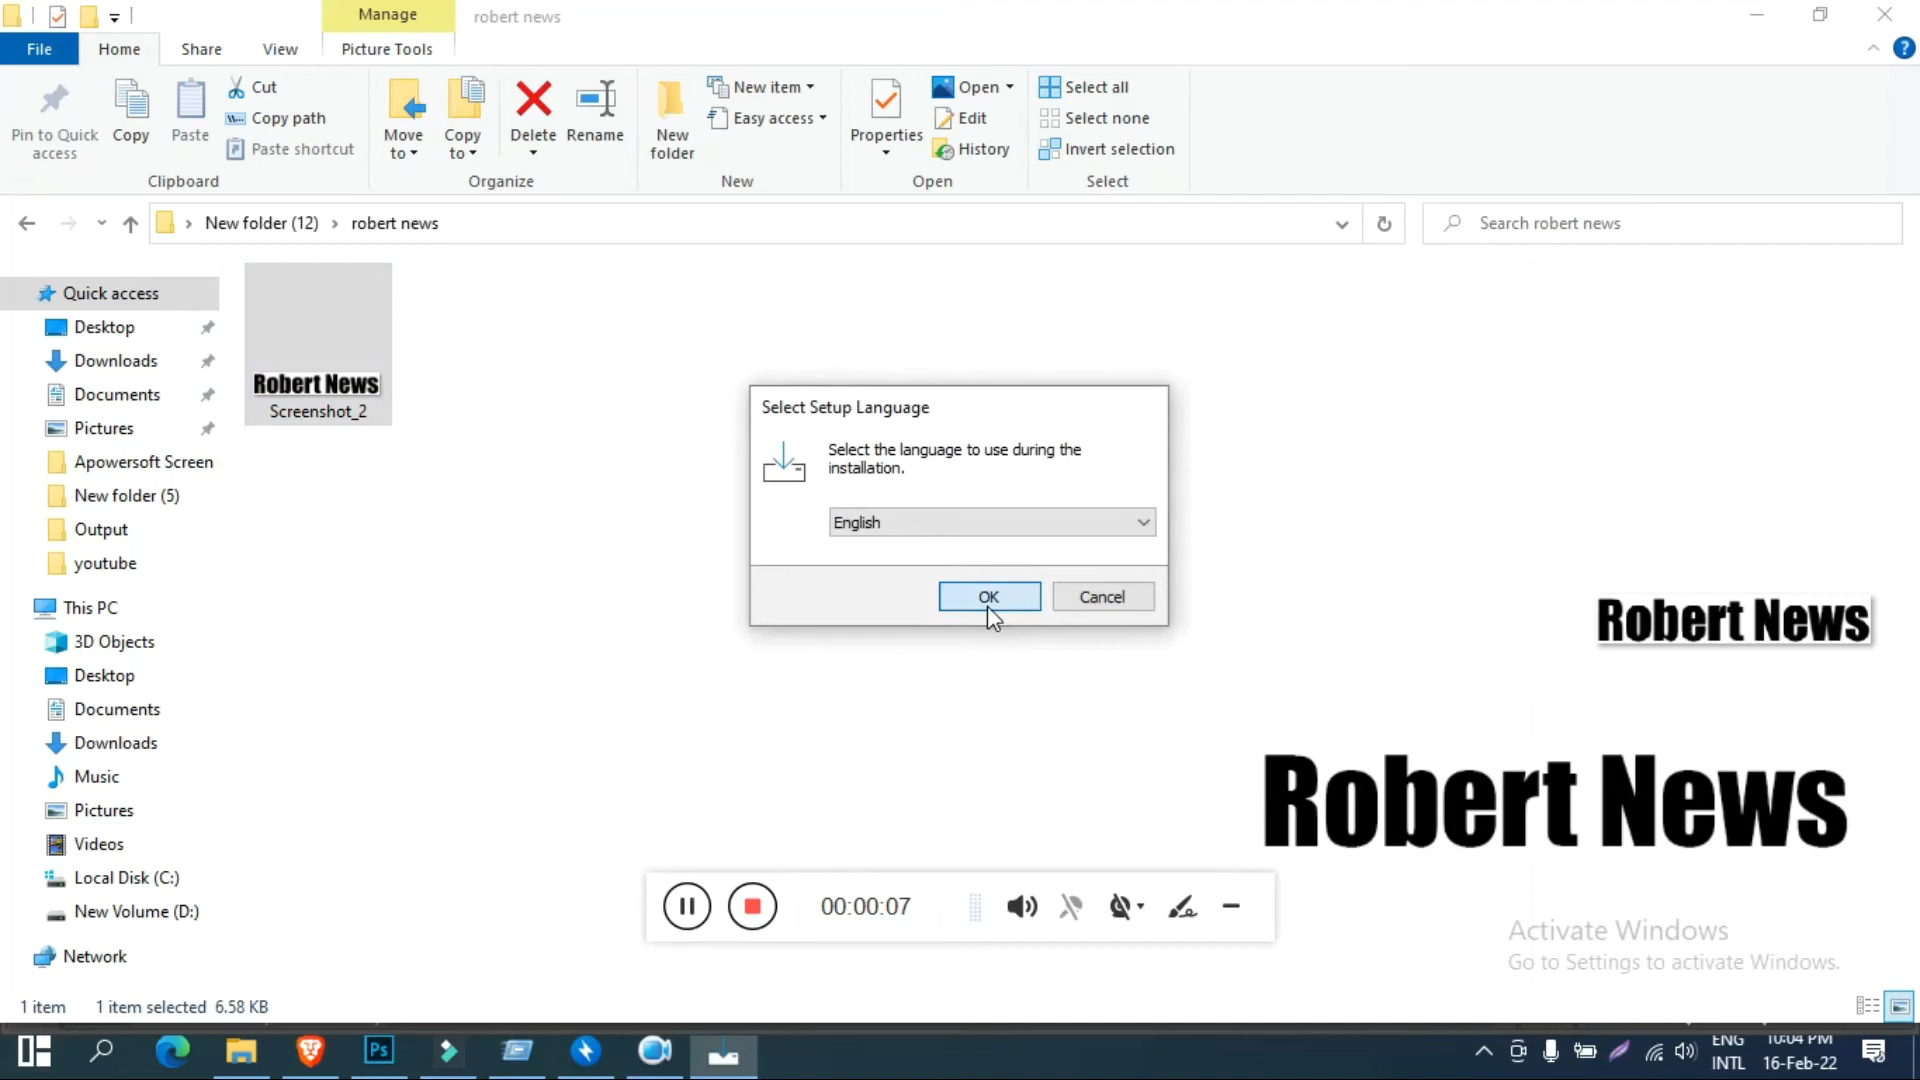 Manage
robert news
File
Home
Share
View
Picture Tools
Pin to Quick access
Copy
Paste
Cut
Copy path
Paste shortcut
Clipboard
Move to
Copy to
Delete
Rename
Organize
New folder
New item
Easy access
New
Properties
Open
Edit
History
Open
Select all
Select none
Invert selection
Select
New folder (12) › robert news
Search robert news
Quick access
Desktop
Downloads
Documents
Pictures
Apowersoft Screen
New folder (5)
Output
youtube
This PC
3D Objects
Desktop
Documents
Downloads
Music
Pictures
Videos
Local Disk (C:)
New Volume (D:)
Network
Robert News
Screenshot_2
Select Setup Language
Select the language to use during the
installation.
English
OK
Cancel
Robert News
Robert News
00:00:07
Activate Windows
Go to Settings to activate Windows.
1 item
1 item selected 6.58 KB
Ps
ENG
INTL
10:04 PM
16-Feb-22